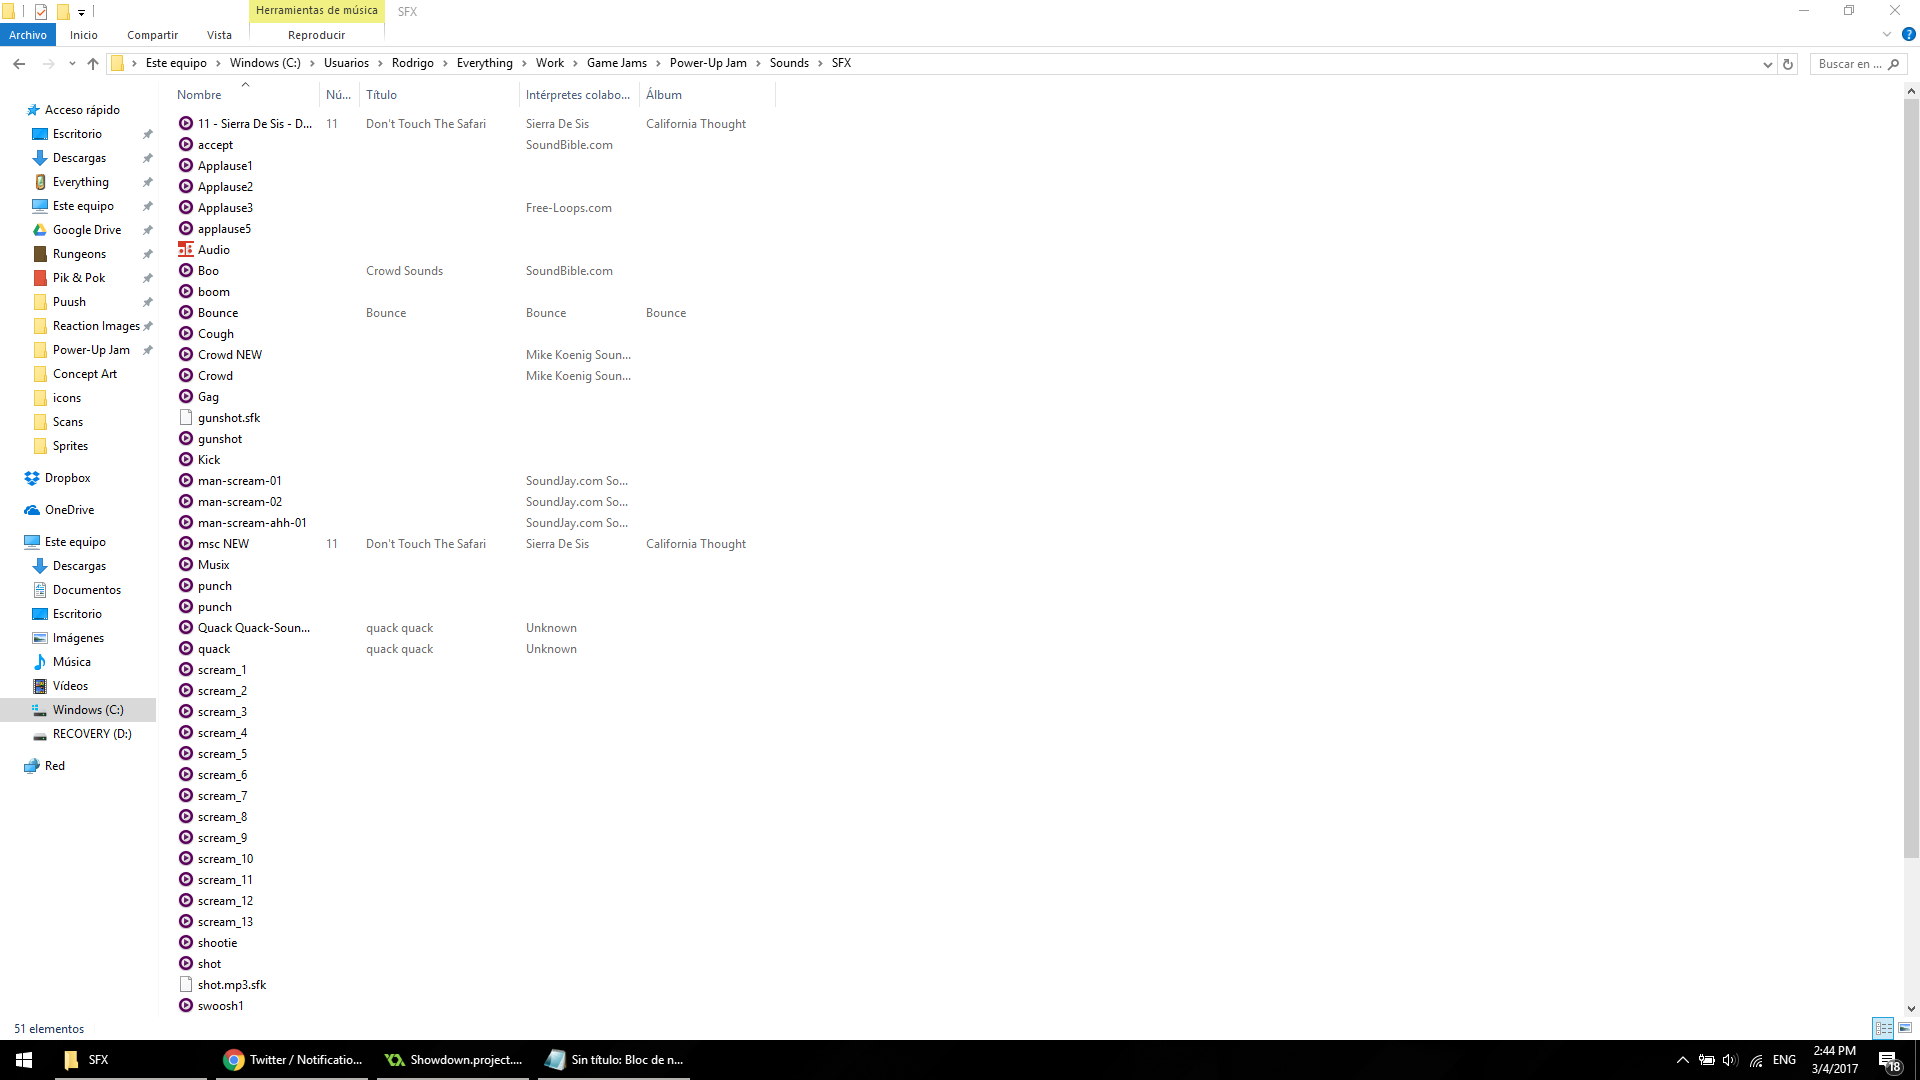 Herramientas de música SFX
Archivo Inicio Compartir Vista Reproducir
Este equipo Windows (C:) Usuarios Rodrigo Everything Work Game Jams Power-Up Jam Sounds SFX
Buscar en ...
Acceso rápido
Escritorio
Descargas
Everything
Este equipo
Google Drive
Rungeons
Pik & Pok
Puush
Reaction Images
Power-Up Jam
Concept Art
icons
Scans
Sprites
Dropbox
OneDrive
Este equipo
Descargas
Documentos
Escritorio
Imágenes
Música
Vídeos
Windows (C:)
RECOVERY (D:)
Red
Nombre Nú... Título Intérpretes colabo... Álbum
11 - Sierra De Sis - D... 11 Don't Touch The Safari Sierra De Sis California Thought
accept SoundBible.com
Applause1
Applause2
Applause3 Free-Loops.com
applause5
Audio
Boo Crowd Sounds SoundBible.com
boom
Bounce Bounce Bounce Bounce
Cough
Crowd NEW Mike Koenig Soun...
Crowd Mike Koenig Soun...
Gag
gunshot.sfk
gunshot
Kick
man-scream-01 SoundJay.com So...
man-scream-02 SoundJay.com So...
man-scream-ahh-01 SoundJay.com So...
msc NEW 11 Don't Touch The Safari Sierra De Sis California Thought
Musix
punch
punch
Quack Quack-Soun... quack quack Unknown
quack quack quack Unknown
scream_1
scream_2
scream_3
scream_4
scream_5
scream_6
scream_7
scream_8
scream_9
scream_10
scream_11
scream_12
scream_13
shootie
shot
shot.mp3.sfk
swoosh1
51 elementos
SFX Twitter / Notificatio... Showdown.project.... Sin título: Bloc de n... ENG 2:44 PM
3/4/2017 18